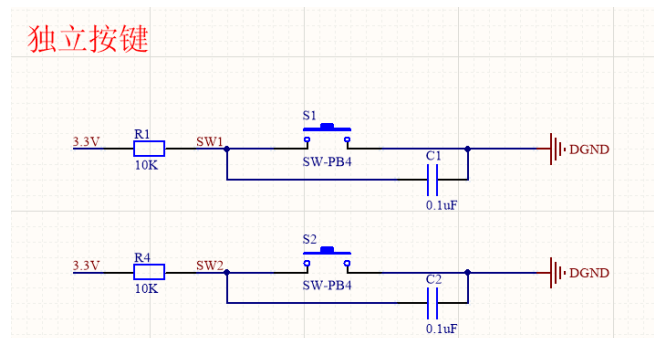 独立按键
S1
3.3V R1 SW1
10K SW-PB4 C1 DGND
0.1uF
S2
3.3V R4 SW2
10K SW-PB4 C2 DGND
0.1uF